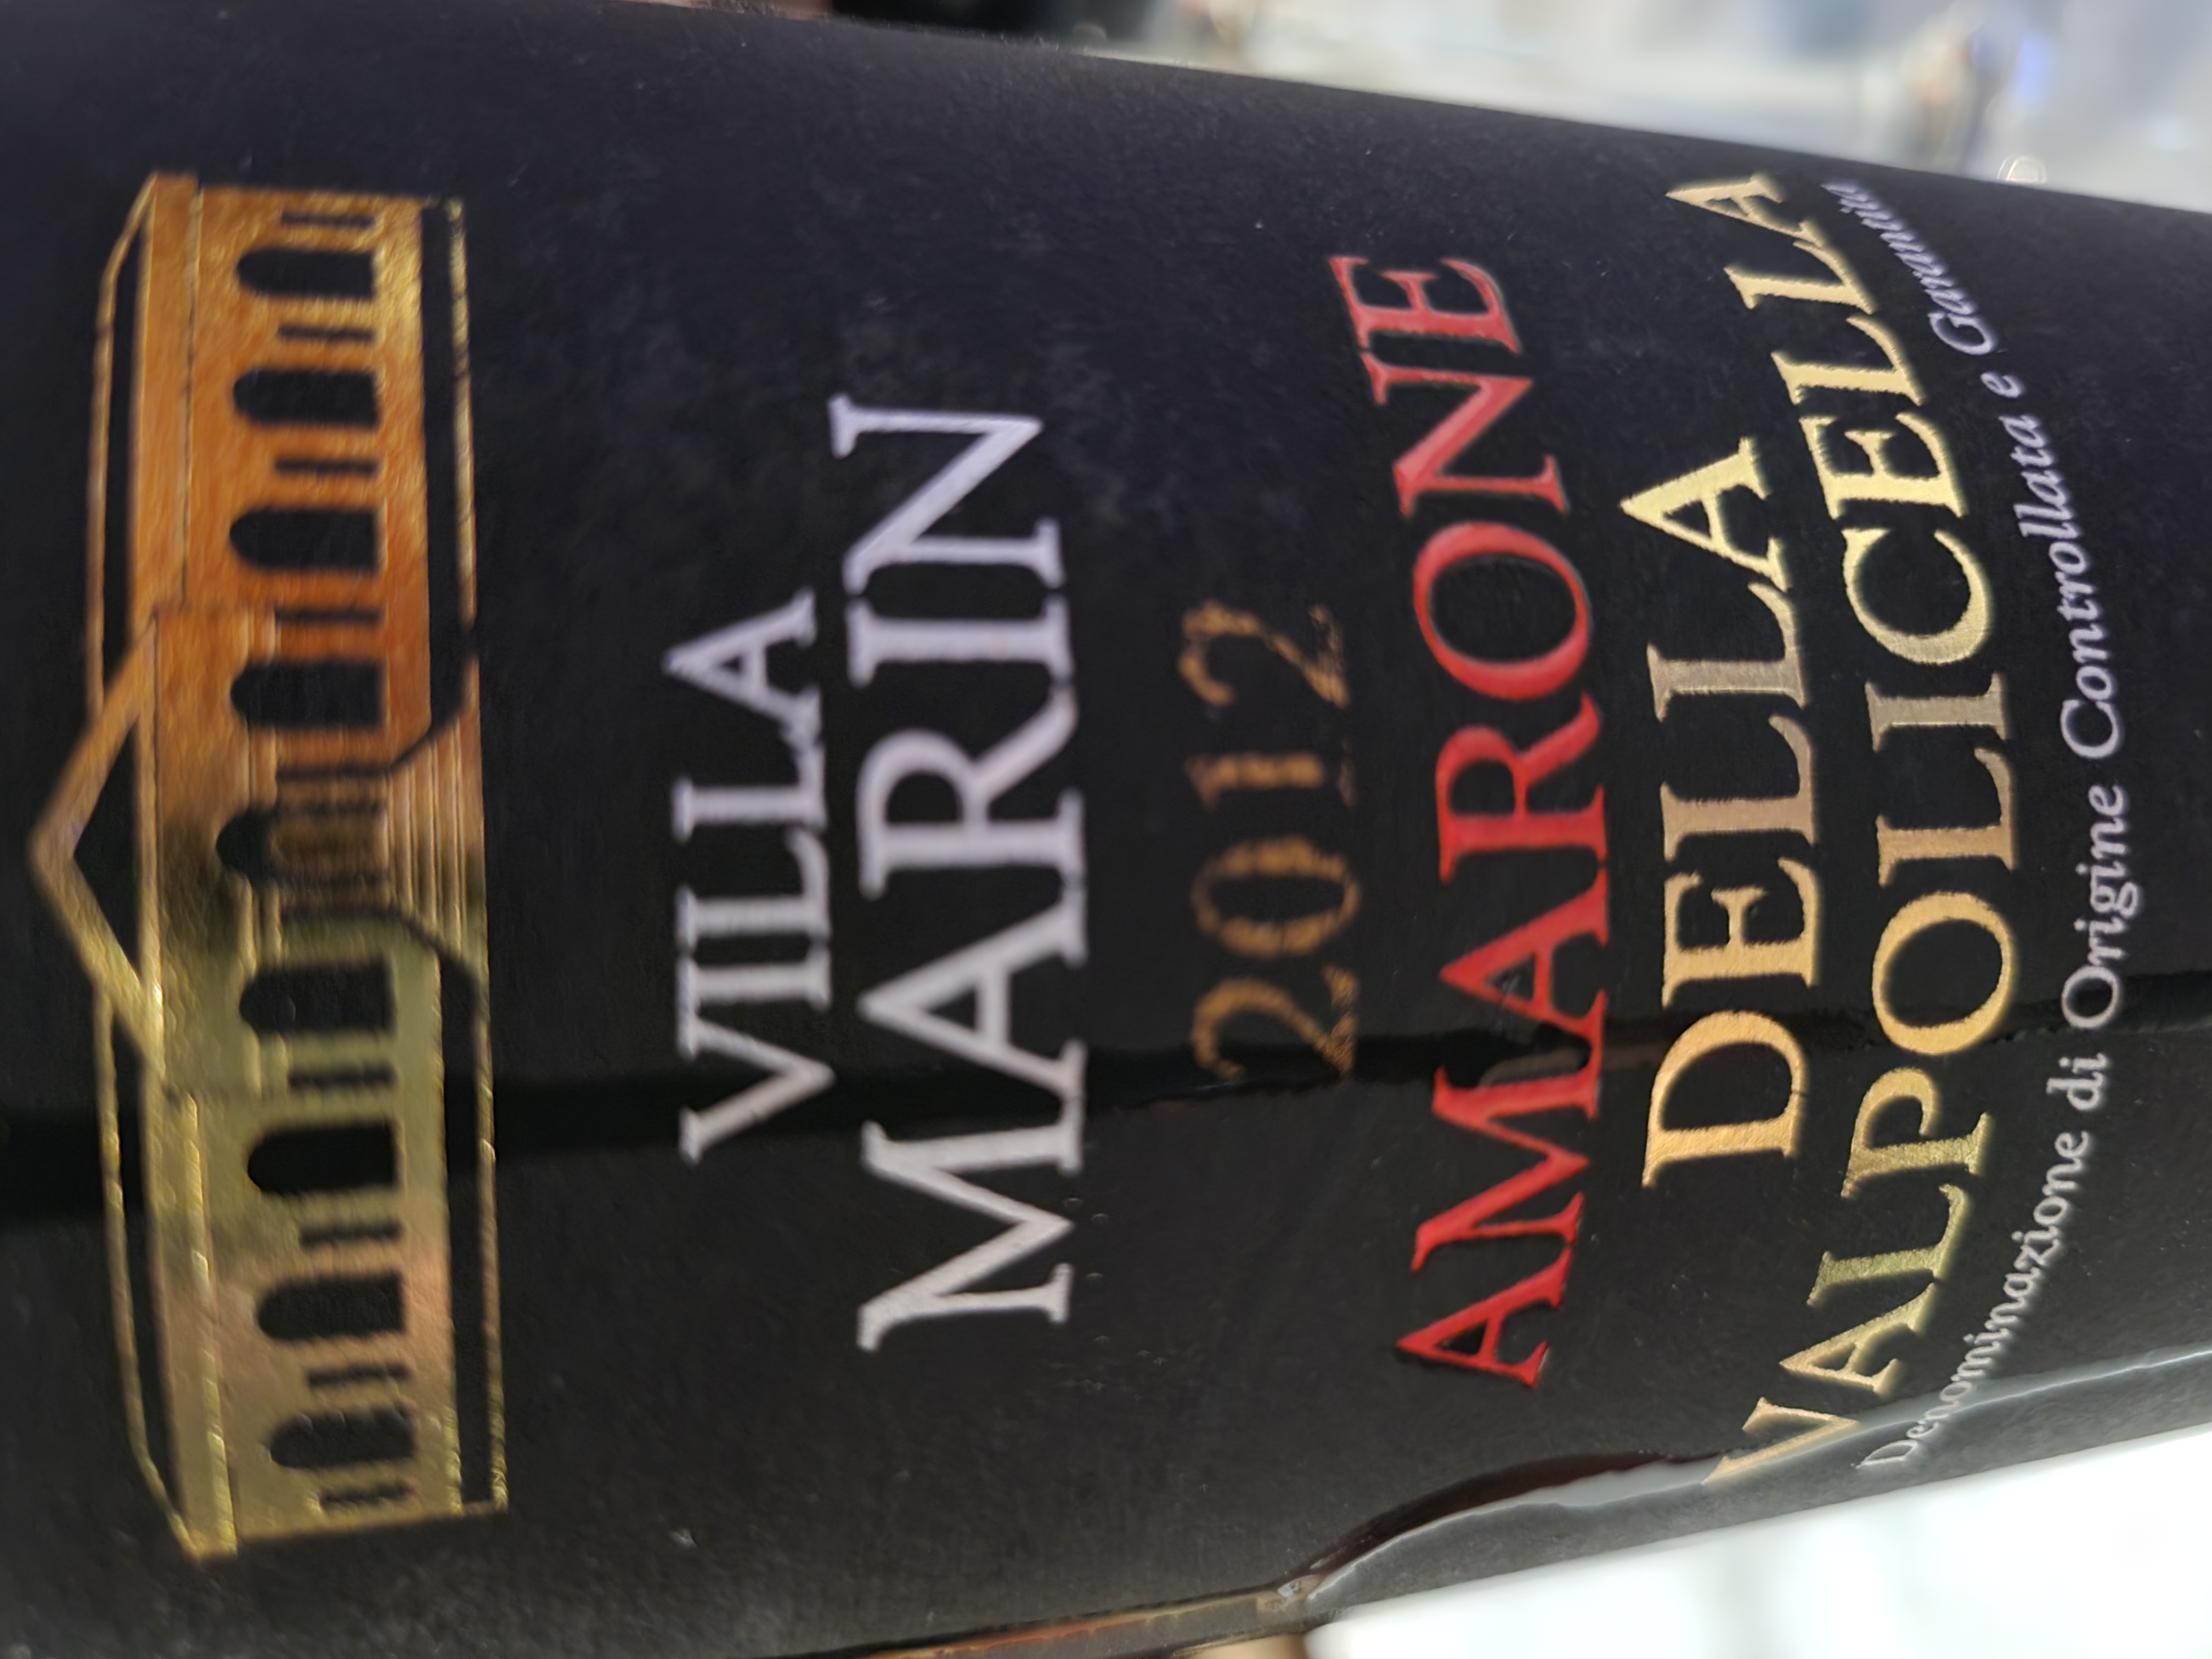 VILLA
MARIN
2012
AMARONE
DELLA
VALPOLICELLA
Denominazione di Origine Controllata e Garantita